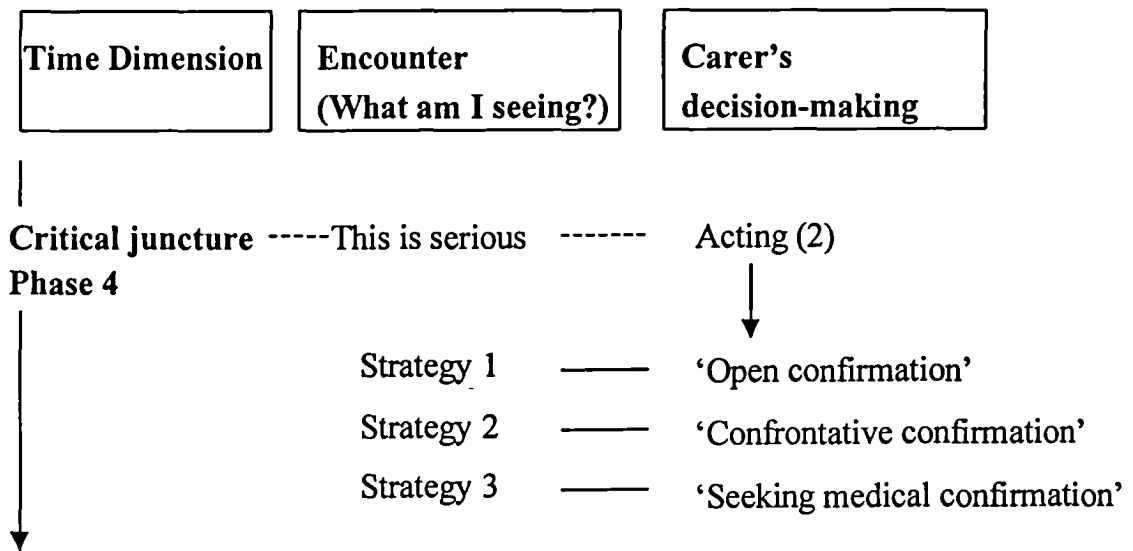 Time Dimension
Encounter
(What am I seeing?)
Carer's
decision-making
Critical juncture -----This is serious ------- Acting (2)
Phase 4
Strategy 1 —— ‘Open confirmation’
Strategy 2 —— ‘Confrontative confirmation’
Strategy 3 —— ‘Seeking medical confirmation’